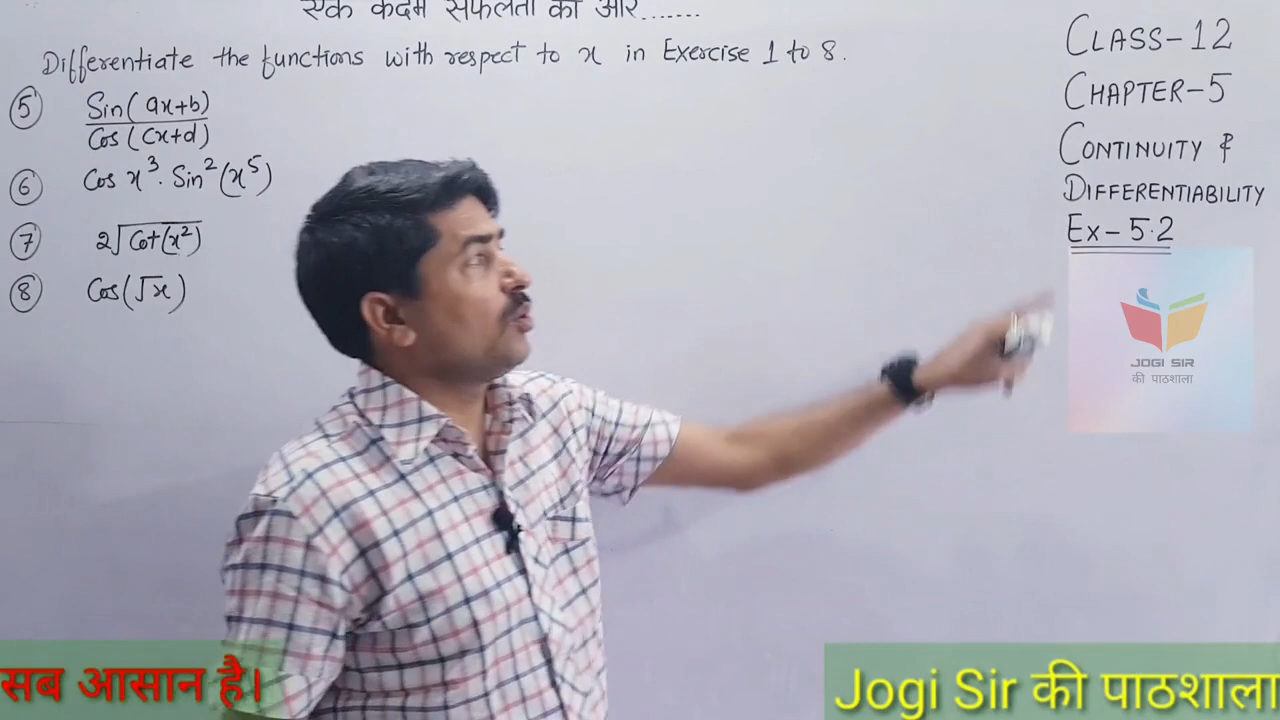 एक कदम सफलता की ओर.......
Differentiate the functions with respect to x in Exercise 1 to 8.
⑤ Sin(ax+b)
Cos(cx+d)
⑥ Cos x³. Sin²(x⁵)
⑦ 2√Cot(x²)
⑧ Cos(√x)
CLASS-12
CHAPTER-5
CONTINUITY &
DIFFERENTIABILITY
Ex-5.2
JOGI SIR
की पाठशाला
सब आसान है।
Jogi Sir की पाठशाला